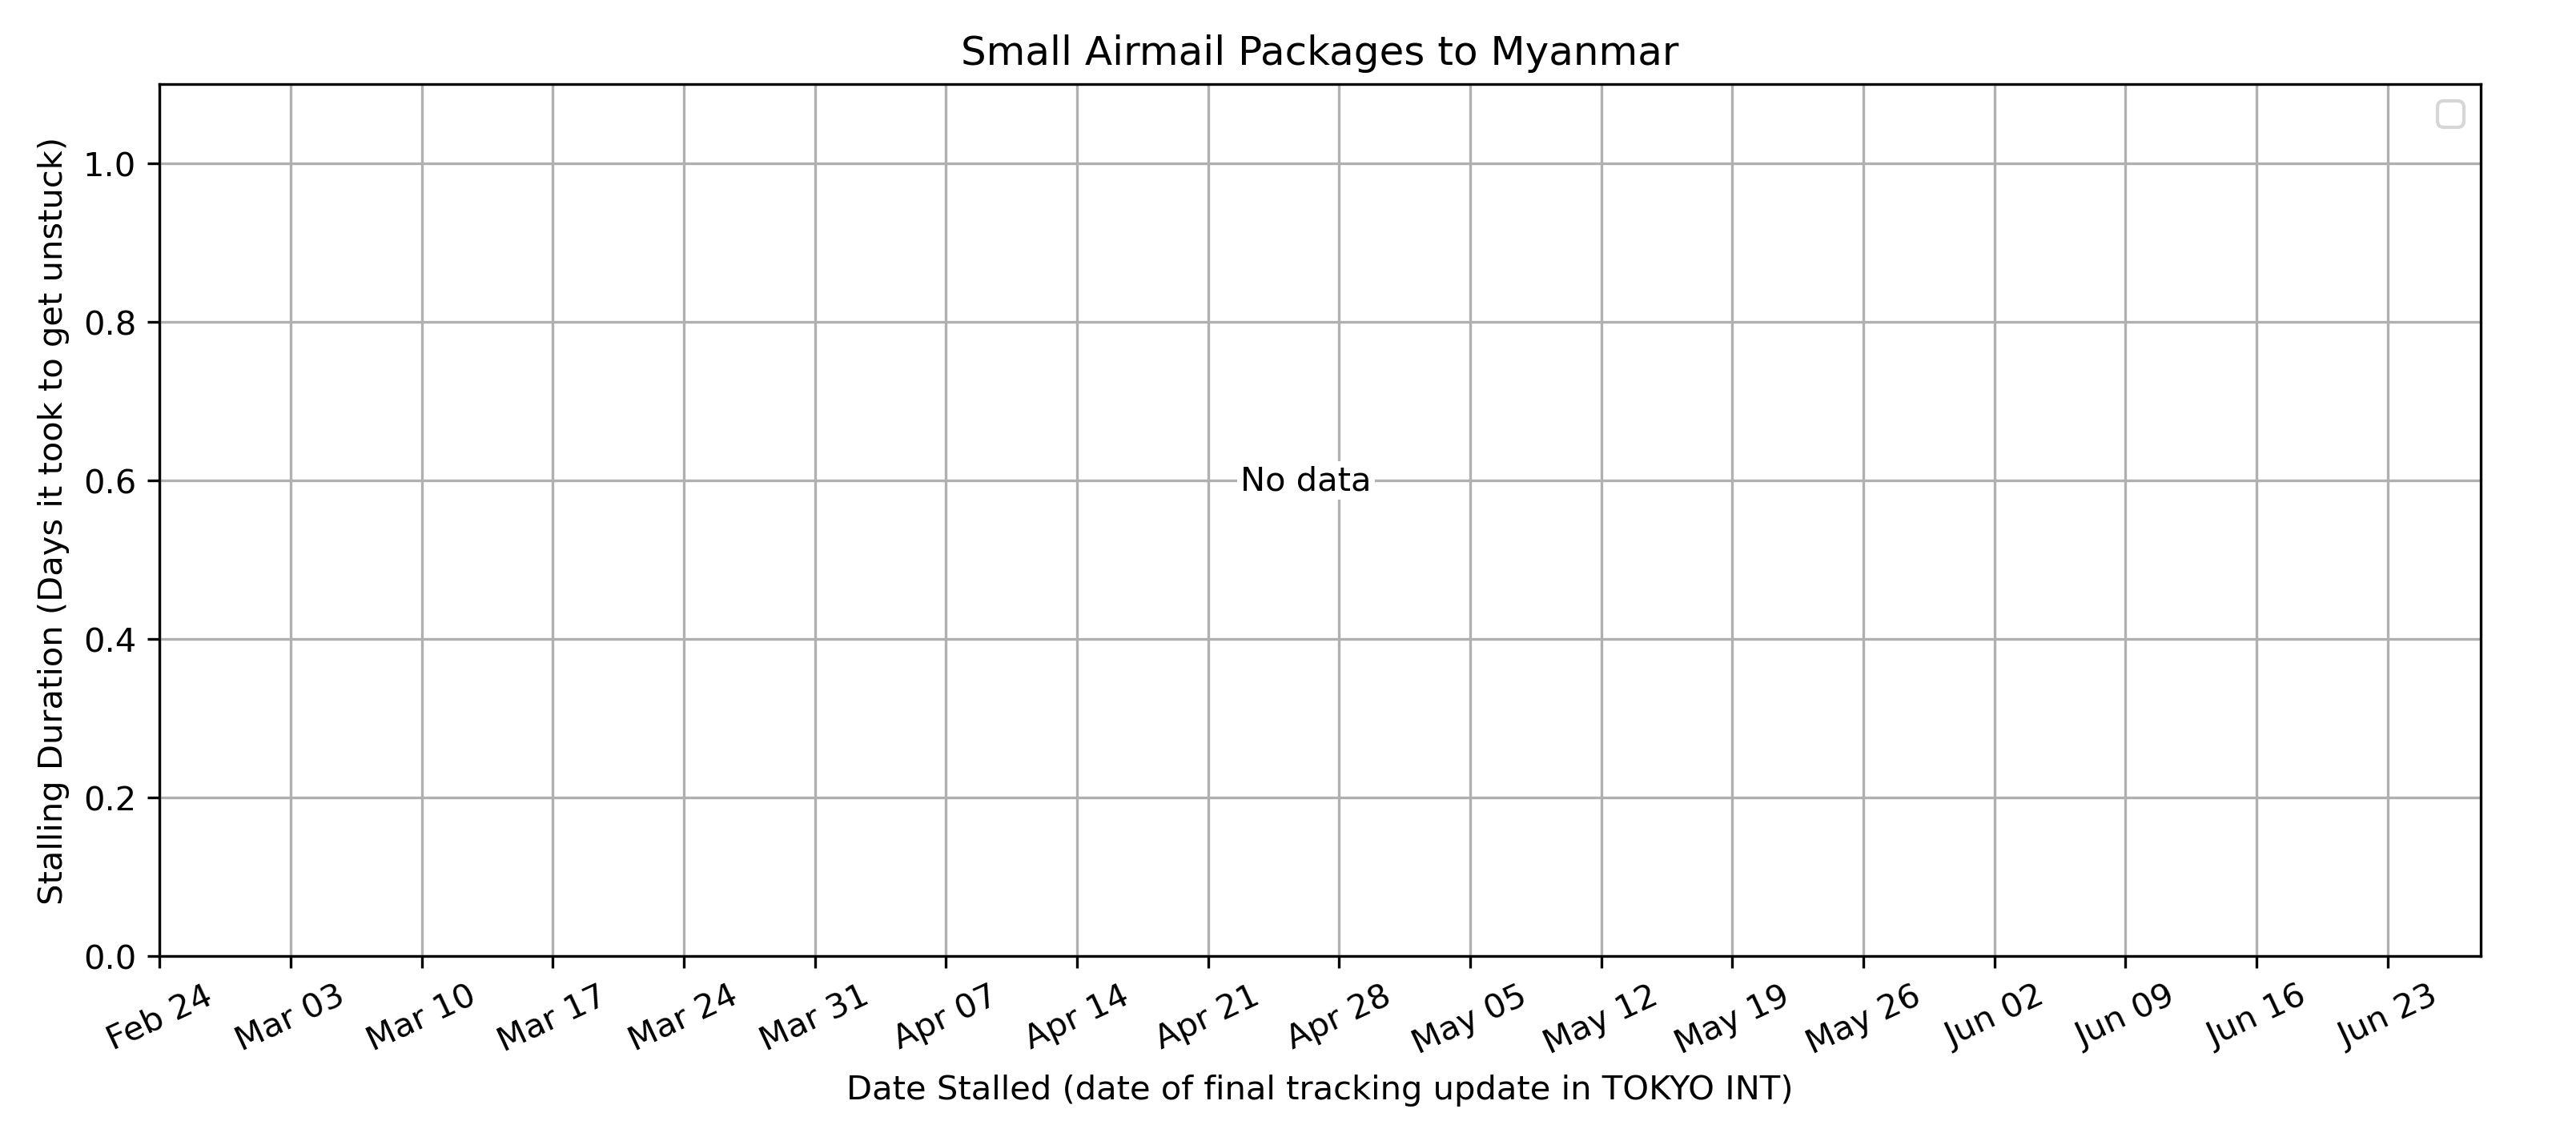 Small Airmail Packages to Myanmar
Stalling Duration (Days it took to get unstuck)
1.0
0.8
0.6
0.4
0.2
0.0
No data
Feb 24
Mar 03
Mar 10
Mar 17
Mar 24
Mar 31
Apr 07
Apr 14
Apr 21
Apr 28
May 05
May 12
May 19
May 26
Jun 02
Jun 09
Jun 16
Jun 23
Date Stalled (date of final tracking update in TOKYO INT)